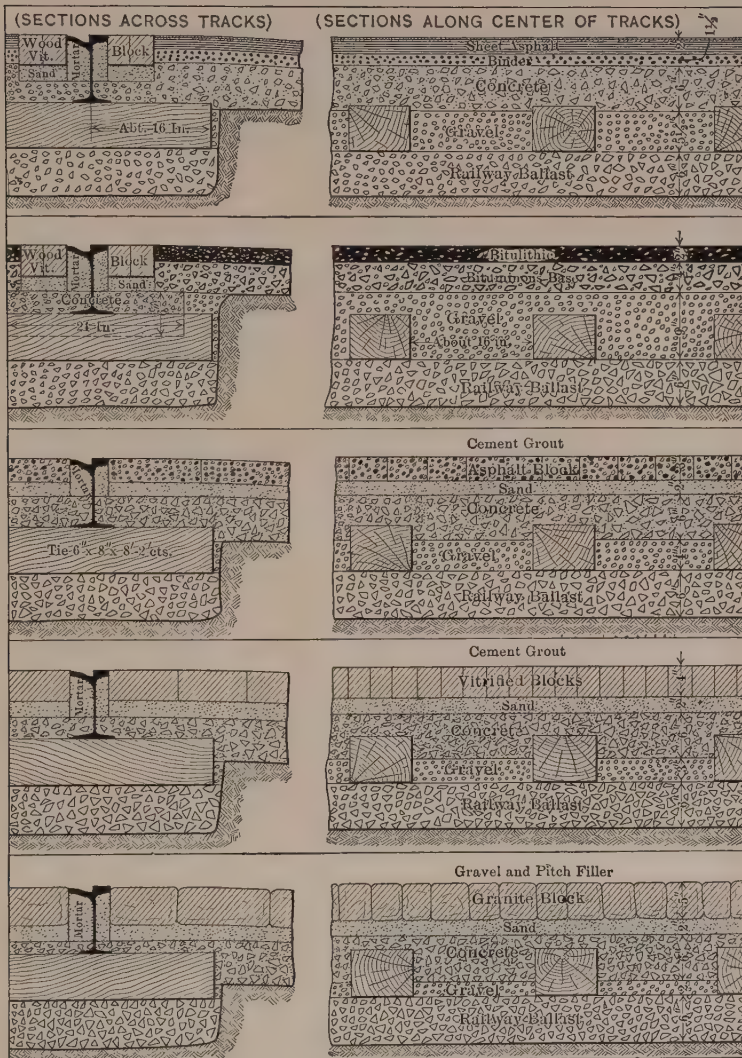 (SECTIONS ACROSS TRACKS)
(SECTIONS ALONG CENTER OF TRACKS)
Wood
Vit.
Sand
Mortar
Block
Abt. 16 In.
Sheet Asphalt
Binder
Concrete
Gravel
Railway Ballast
1½"
Wood
Vit.
Mortar
Block
Sand
Concrete
21 In.
Bitulithic
Bituminous Base
Gravel
About 16 in.
Railway Ballast
Mortar
Tie 6"x 8"x 8'-2' cts.
Cement Grout
Asphalt Block
Sand
Concrete
Gravel
Railway Ballast
Mortar
Cement Grout
Vitrified Blocks
Sand
Concrete
Gravel
Railway Ballast
Mortar
Gravel and Pitch Filler
Granite Block
Sand
Concrete
Gravel
Railway Ballast